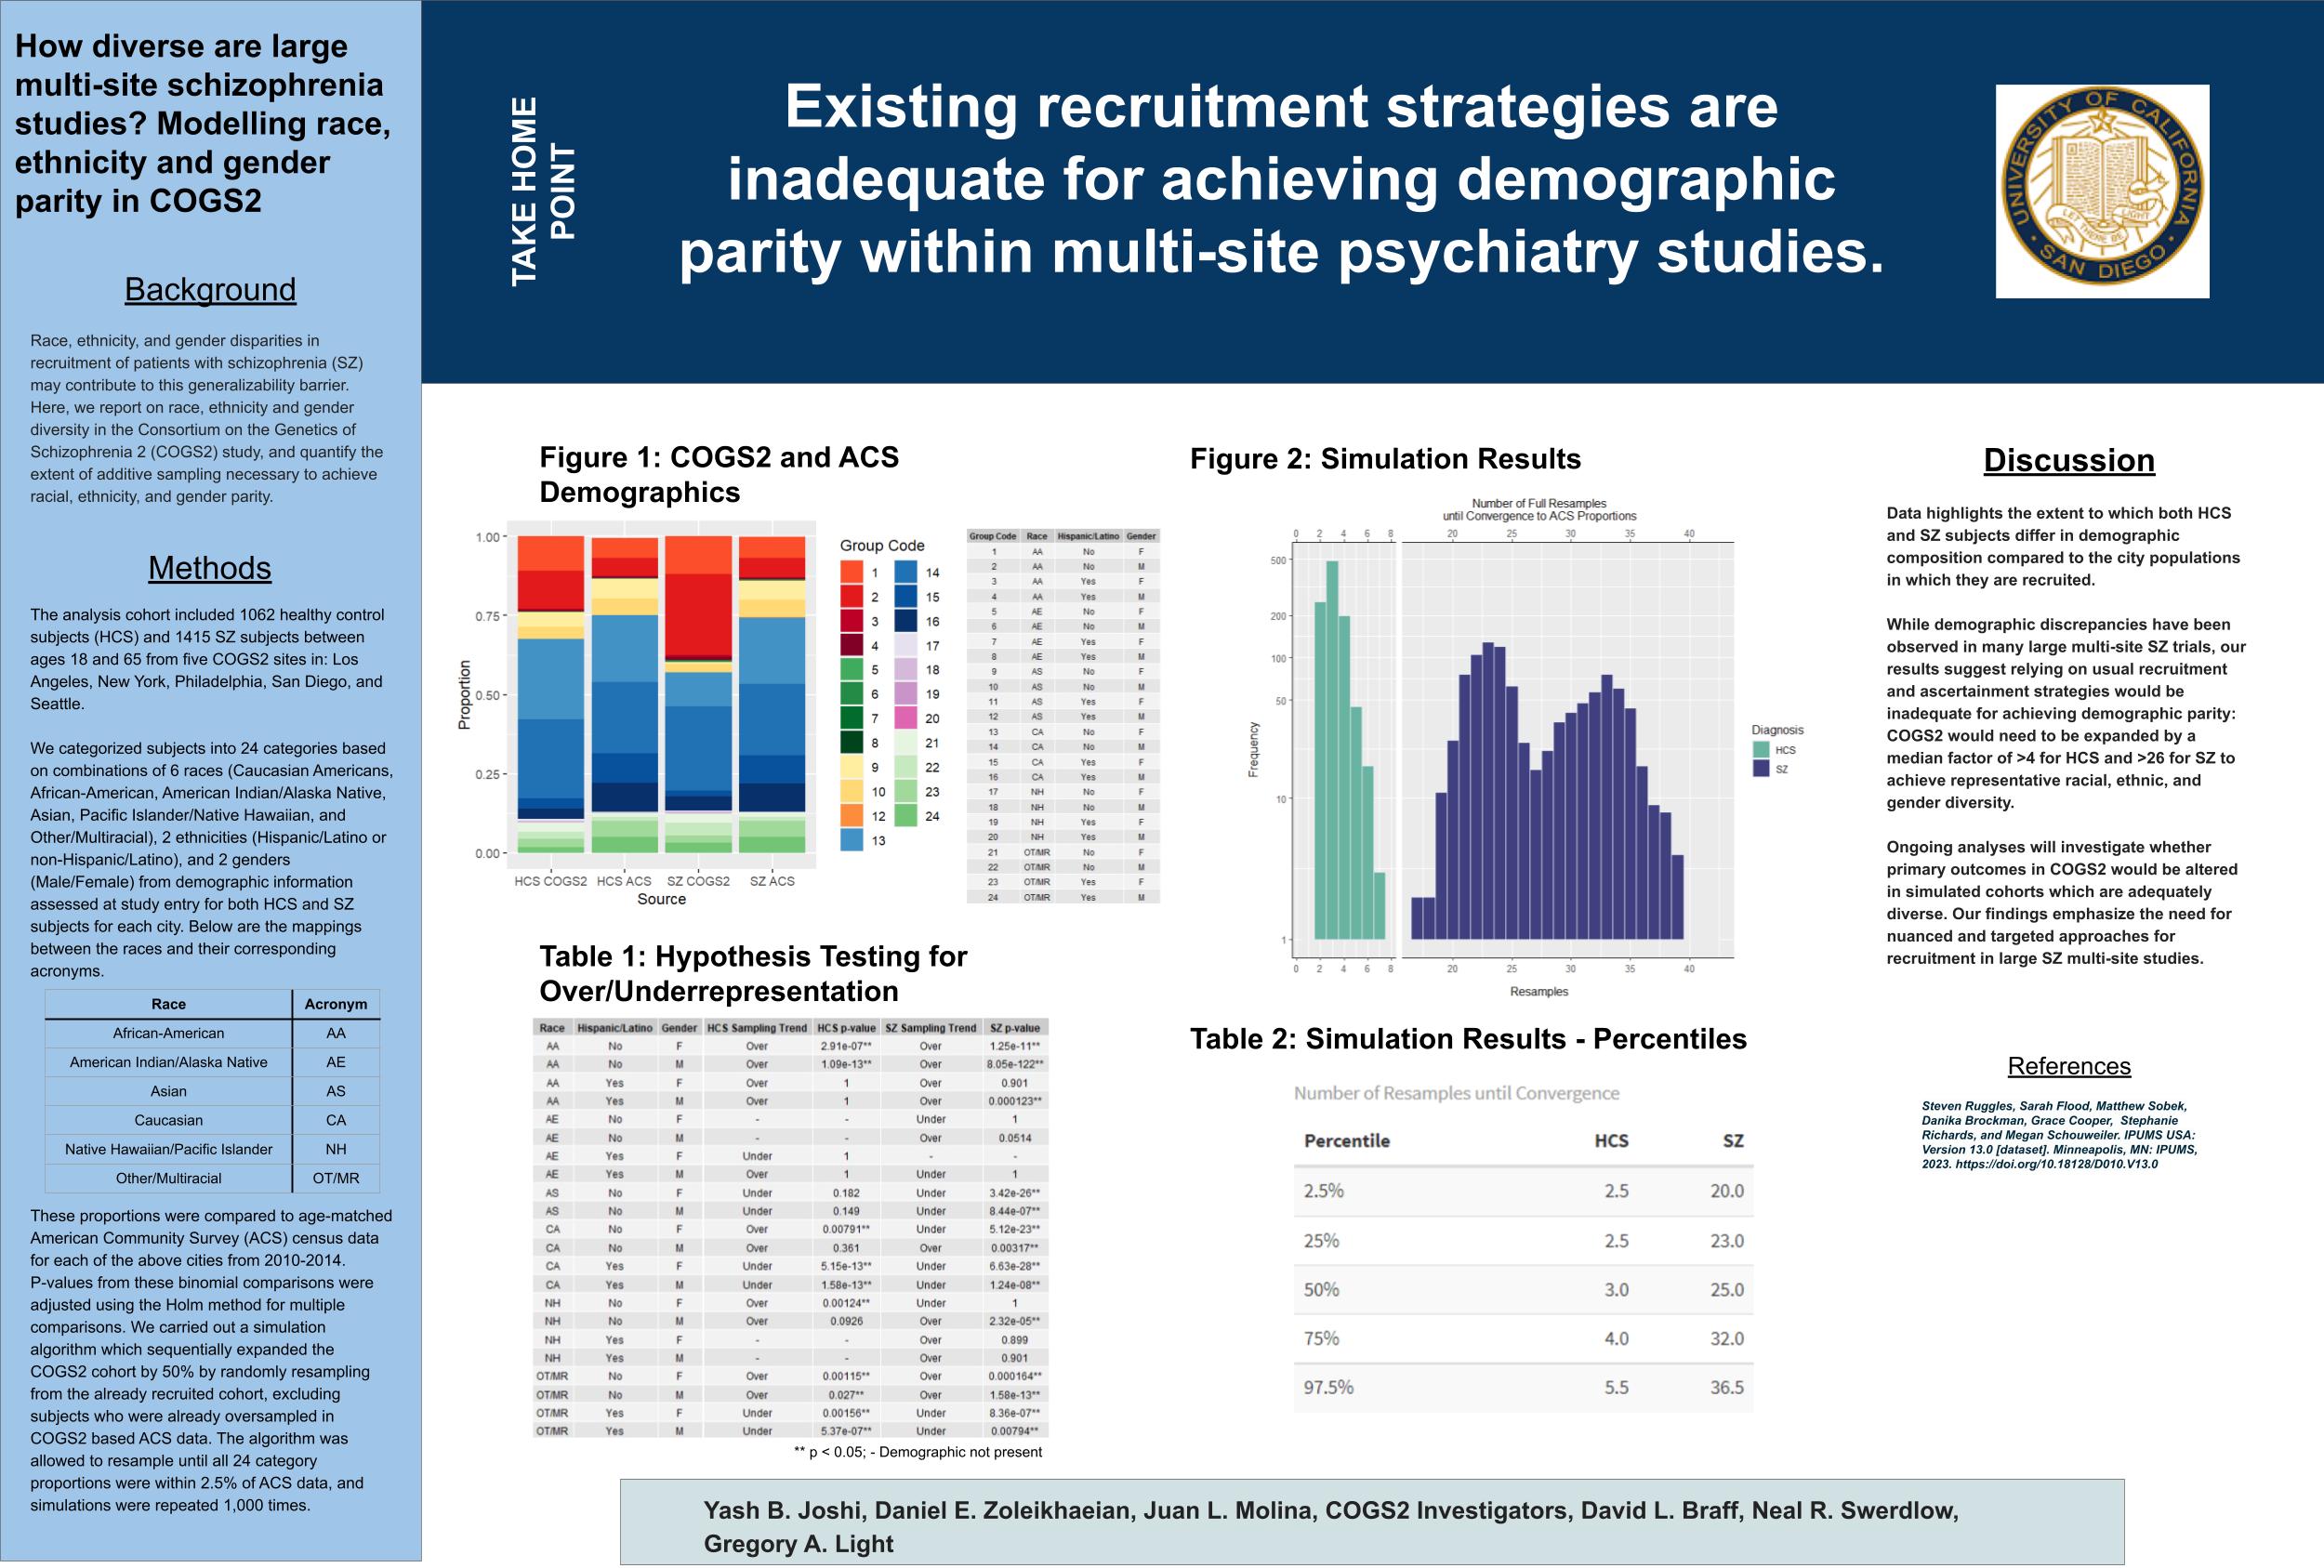 How diverse are large
multi-site schizophrenia
studies? Modelling race,
ethnicity and gender
parity in COGS2
Background
Race, ethnicity, and gender disparities in
recruitment of patients with schizophrenia (SZ)
may contribute to this generalizability barrier.
Here, we report on race, ethnicity and gender
diversity in the Consortium on the Genetics of
Schizophrenia 2 (COGS2) study, and quantify the
extent of additive sampling necessary to achieve
racial, ethnicity, and gender parity.
Methods
The analysis cohort included 1062 healthy control
subjects (HCS) and 1415 SZ subjects between
ages 18 and 65 from five COGS2 sites in: Los
Angeles, New York, Philadelphia, San Diego, and
Seattle.
We categorized subjects into 24 categories based
on combinations of 6 races (Caucasian Americans,
African-American, American Indian/Alaska Native,
Asian, Pacific Islander/Native Hawaiian, and
Other/Multiracial), 2 ethnicities (Hispanic/Latino or
non-Hispanic/Latino), and 2 genders
(Male/Female) from demographic information
assessed at study entry for both HCS and SZ
subjects for each city. Below are the mappings
between the races and their corresponding
acronyms.
Race Acronym
African-American AA
American Indian/Alaska Native AE
Asian AS
Caucasian CA
Native Hawaiian/Pacific Islander NH
Other/Multiracial OT/MR
These proportions were compared to age-matched
American Community Survey (ACS) census data
for each of the above cities from 2010-2014.
P-values from these binomial comparisons were
adjusted using the Holm method for multiple
comparisons. We carried out a simulation
algorithm which sequentially expanded the
COGS2 cohort by 50% by randomly resampling
from the already recruited cohort, excluding
subjects who were already oversampled in
COGS2 based ACS data. The algorithm was
allowed to resample until all 24 category
proportions were within 2.5% of ACS data, and
simulations were repeated 1,000 times.
TAKE HOME
POINT
Existing recruitment strategies are
inadequate for achieving demographic
parity within multi-site psychiatry studies.
UNIVERSITY OF CALIFORNIA
LET THERE BE LIGHT
SAN DIEGO
Figure 1: COGS2 and ACS
Demographics
Proportion
1.00
0.75
0.50
0.25
0.00
HCS COGS2 HCS ACS SZ COGS2 SZ ACS
Source
Group Code
1 14
2 15
3 16
4 17
5 18
6 19
7 20
8 21
9 22
10 23
12 24
13
Group Code Race Hispanic/Latino Gender
1 AA No F
2 AA No M
3 AA Yes F
4 AA Yes M
5 AE No F
6 AE No M
7 AE Yes F
8 AE Yes M
9 AS No F
10 AS No M
11 AS Yes F
12 AS Yes M
13 CA No F
14 CA No M
15 CA Yes F
16 CA Yes M
17 NH No F
18 NH No M
19 NH Yes F
20 NH Yes M
21 OT/MR No F
22 OT/MR No M
23 OT/MR Yes F
24 OT/MR Yes M
Table 1: Hypothesis Testing for
Over/Underrepresentation
Race Hispanic/Latino Gender HCS Sampling Trend HCS p-value SZ Sampling Trend SZ p-value
AA No F Over 2.91e-07** Over 1.25e-11**
AA No M Over 1.09e-13** Over 8.05e-122**
AA Yes F Over 1 Over 0.901
AA Yes M Over 1 Over 0.000123**
AE No F - - Under 1
AE No M - - Over 0.0514
AE Yes F Under 1 - -
AE Yes M Over 1 Under 1
AS No F Under 0.182 Under 3.42e-26**
AS No M Under 0.149 Under 8.44e-07**
CA No F Over 0.00791** Under 5.12e-23**
CA No M Over 0.361 Over 0.00317**
CA Yes F Under 5.15e-13** Under 6.63e-28**
CA Yes M Under 1.58e-13** Under 1.24e-08**
NH No F Over 0.00124** Under 1
NH No M Over 0.0926 Over 2.32e-05**
NH Yes F - - Over 0.899
NH Yes M - - Over 0.901
OT/MR No F Over 0.00115** Over 0.000164**
OT/MR No M Over 0.027** Over 1.58e-13**
OT/MR Yes F Under 0.00156** Under 8.36e-07**
OT/MR Yes M Under 5.37e-07** Under 0.00794**
** p < 0.05; - Demographic not present
Figure 2: Simulation Results
Number of Full Resamples
until Convergence to ACS Proportions
0 2 4 6 8 20 25 30 35 40
Frequency
500
200
100
50
10
1
0 2 4 6 8 20 25 30 35 40
Resamples
Diagnosis
HCS
SZ
Table 2: Simulation Results - Percentiles
Number of Resamples until Convergence
Percentile HCS SZ
2.5% 2.5 20.0
25% 2.5 23.0
50% 3.0 25.0
75% 4.0 32.0
97.5% 5.5 36.5
Discussion
Data highlights the extent to which both HCS
and SZ subjects differ in demographic
composition compared to the city populations
in which they are recruited.
While demographic discrepancies have been
observed in many large multi-site SZ trials, our
results suggest relying on usual recruitment
and ascertainment strategies would be
inadequate for achieving demographic parity:
COGS2 would need to be expanded by a
median factor of >4 for HCS and >26 for SZ to
achieve representative racial, ethnic, and
gender diversity.
Ongoing analyses will investigate whether
primary outcomes in COGS2 would be altered
in simulated cohorts which are adequately
diverse. Our findings emphasize the need for
nuanced and targeted approaches for
recruitment in large SZ multi-site studies.
References
Steven Ruggles, Sarah Flood, Matthew Sobek,
Danika Brockman, Grace Cooper, Stephanie
Richards, and Megan Schouweiler. IPUMS USA:
Version 13.0 [dataset]. Minneapolis, MN: IPUMS,
2023. https://doi.org/10.18128/D010.V13.0
Yash B. Joshi, Daniel E. Zoleikhaeian, Juan L. Molina, COGS2 Investigators, David L. Braff, Neal R. Swerdlow,
Gregory A. Light